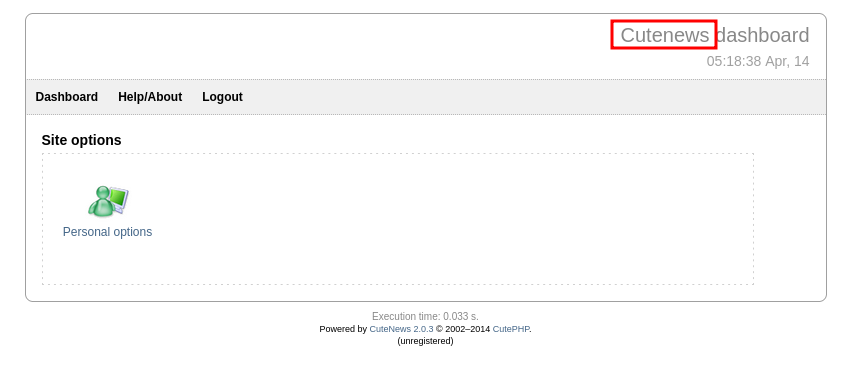 Cutenews dashboard
05:18:38 Apr, 14
Dashboard Help/About Logout
Site options
Personal options
Execution time: 0.033 s.
Powered by CuteNews 2.0.3 © 2002–2014 CutePHP.
(unregistered)